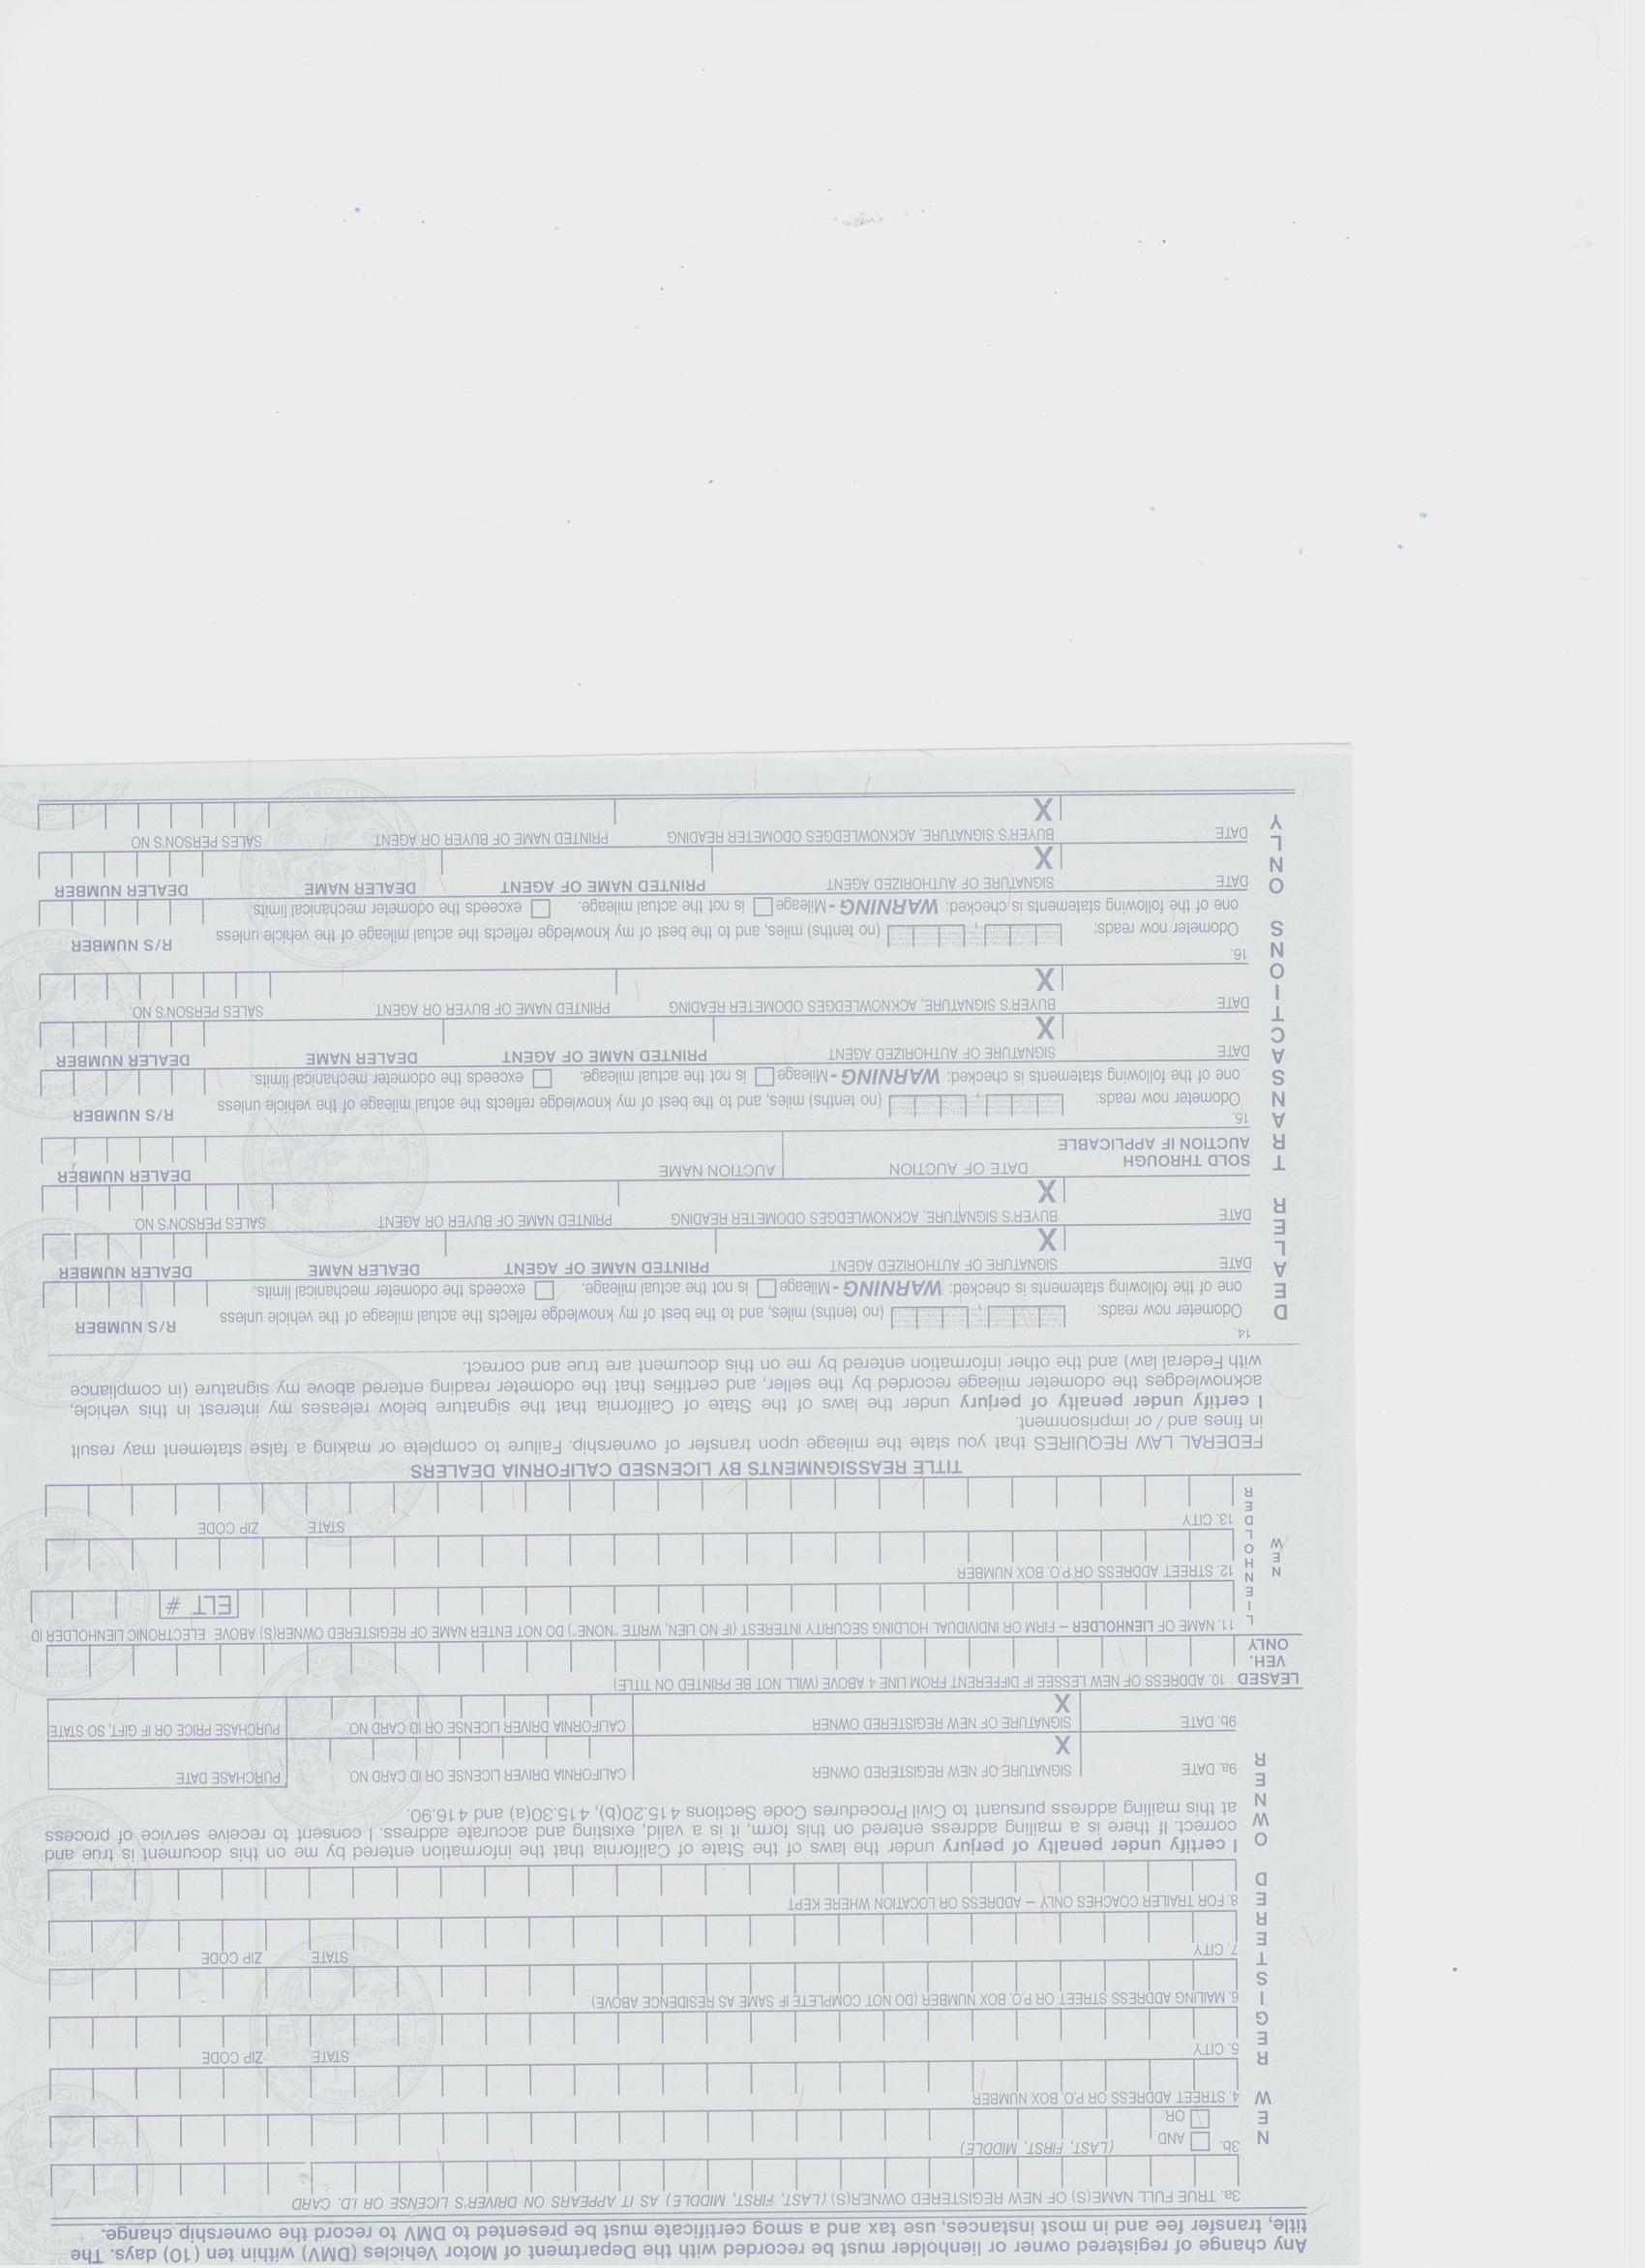 Any change of registered owner or lienholder must be recorded with the Department of Motor Vehicles (DMV) within ten (10) days. The
title, transfer fee and in most instances, use tax and a smog certificate must be presented to DMV to record the ownership change.
3a. TRUE FULL NAME(S) OF NEW REGISTERED OWNER(S) (LAST, FIRST, MIDDLE) AS IT APPEARS ON DRIVER'S LICENSE OR I.D. CARD
3b. AND (LAST, FIRST, MIDDLE)
OR
4. STREET ADDRESS OR P.O. BOX NUMBER
5. CITY STATE ZIP CODE
6. MAILING ADDRESS STREET OR P.O. BOX NUMBER (DO NOT COMPLETE IF SAME AS RESIDENCE ABOVE)
7. CITY STATE ZIP CODE
8. FOR TRAILER COACHES ONLY – ADDRESS OR LOCATION WHERE KEPT
NEW REGISTERED OWNER
I certify under penalty of perjury under the laws of the State of California that the information entered by me on this document is true and
correct. If there is a mailing address entered on this form, it is a valid, existing and accurate address. I consent to receive service of process
at this mailing address pursuant to Civil Procedures Code Sections 415.20(b), 415.30(a) and 416.90.
9a. DATE SIGNATURE OF NEW REGISTERED OWNER CALIFORNIA DRIVER LICENSE OR ID CARD NO. PURCHASE DATE
X
9b. DATE SIGNATURE OF NEW REGISTERED OWNER CALIFORNIA DRIVER LICENSE OR ID CARD NO. PURCHASE PRICE OR IF GIFT, SO STATE
X
LEASED 10. ADDRESS OF NEW LESSEE IF DIFFERENT FROM LINE 4 ABOVE (WILL NOT BE PRINTED ON TITLE)
VEH.
ONLY
11. NAME OF LIENHOLDER – FIRM OR INDIVIDUAL HOLDING SECURITY INTEREST (IF NO LIEN, WRITE "NONE") DO NOT ENTER NAME OF REGISTERED OWNER(S) ABOVE ELECTRONIC LIENHOLDER ID
ELT #
12. STREET ADDRESS OR P.O. BOX NUMBER
13. CITY STATE ZIP CODE
NEW LIENHOLDER
TITLE REASSIGNMENTS BY LICENSED CALIFORNIA DEALERS
FEDERAL LAW REQUIRES that you state the mileage upon transfer of ownership. Failure to complete or making a false statement may result
in fines and / or imprisonment.
I certify under penalty of perjury under the laws of the State of California that the signature below releases my interest in this vehicle,
acknowledges the odometer mileage recorded by the seller, and certifies that the odometer reading entered above my signature (in compliance
with Federal law) and the other information entered by me on this document are true and correct.
DEALER TRANSACTIONS ONLY
14.
Odometer now reads: , (no tenths) miles, and to the best of my knowledge reflects the actual mileage of the vehicle unless R/S NUMBER
one of the following statements is checked: WARNING - Mileage is not the actual mileage. exceeds the odometer mechanical limits.
DATE SIGNATURE OF AUTHORIZED AGENT PRINTED NAME OF AGENT DEALER NAME DEALER NUMBER
X
DATE BUYER'S SIGNATURE, ACKNOWLEDGES ODOMETER READING PRINTED NAME OF BUYER OR AGENT SALES PERSON'S NO.
X
SOLD THROUGH DATE OF AUCTION AUCTION NAME DEALER NUMBER
AUCTION IF APPLICABLE
15.
Odometer now reads: , (no tenths) miles, and to the best of my knowledge reflects the actual mileage of the vehicle unless R/S NUMBER
one of the following statements is checked: WARNING - Mileage is not the actual mileage. exceeds the odometer mechanical limits.
DATE SIGNATURE OF AUTHORIZED AGENT PRINTED NAME OF AGENT DEALER NAME DEALER NUMBER
X
DATE BUYER'S SIGNATURE, ACKNOWLEDGES ODOMETER READING PRINTED NAME OF BUYER OR AGENT SALES PERSON'S NO.
X
16.
Odometer now reads: , (no tenths) miles, and to the best of my knowledge reflects the actual mileage of the vehicle unless R/S NUMBER
one of the following statements is checked: WARNING - Mileage is not the actual mileage. exceeds the odometer mechanical limits.
DATE SIGNATURE OF AUTHORIZED AGENT PRINTED NAME OF AGENT DEALER NAME DEALER NUMBER
X
DATE BUYER'S SIGNATURE, ACKNOWLEDGES ODOMETER READING PRINTED NAME OF BUYER OR AGENT SALES PERSON'S NO.
X